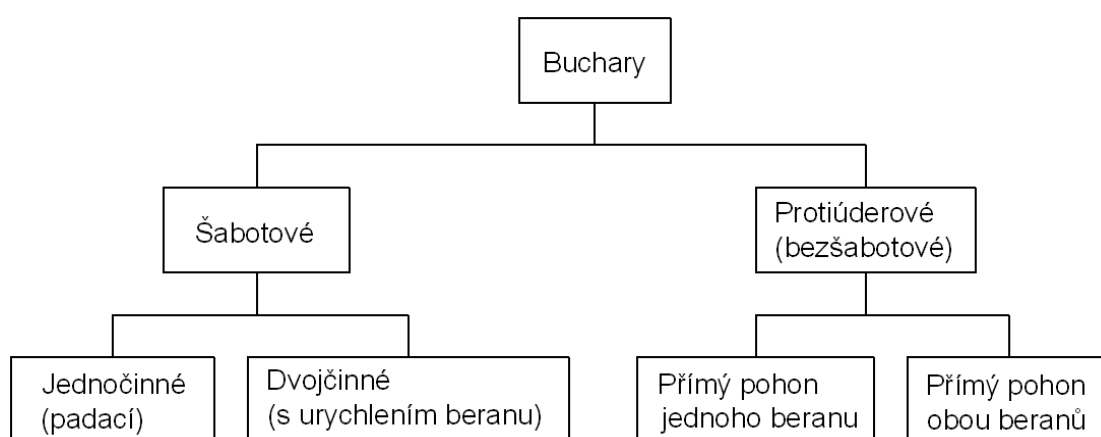 Buchary
Šabotové
Protiúderové
(bezšabotové)
Jednočinné
(padací)
Dvojčinné
(s urychlením beranu)
Přímý pohon
jednoho beranu
Přímý pohon
obou beranů